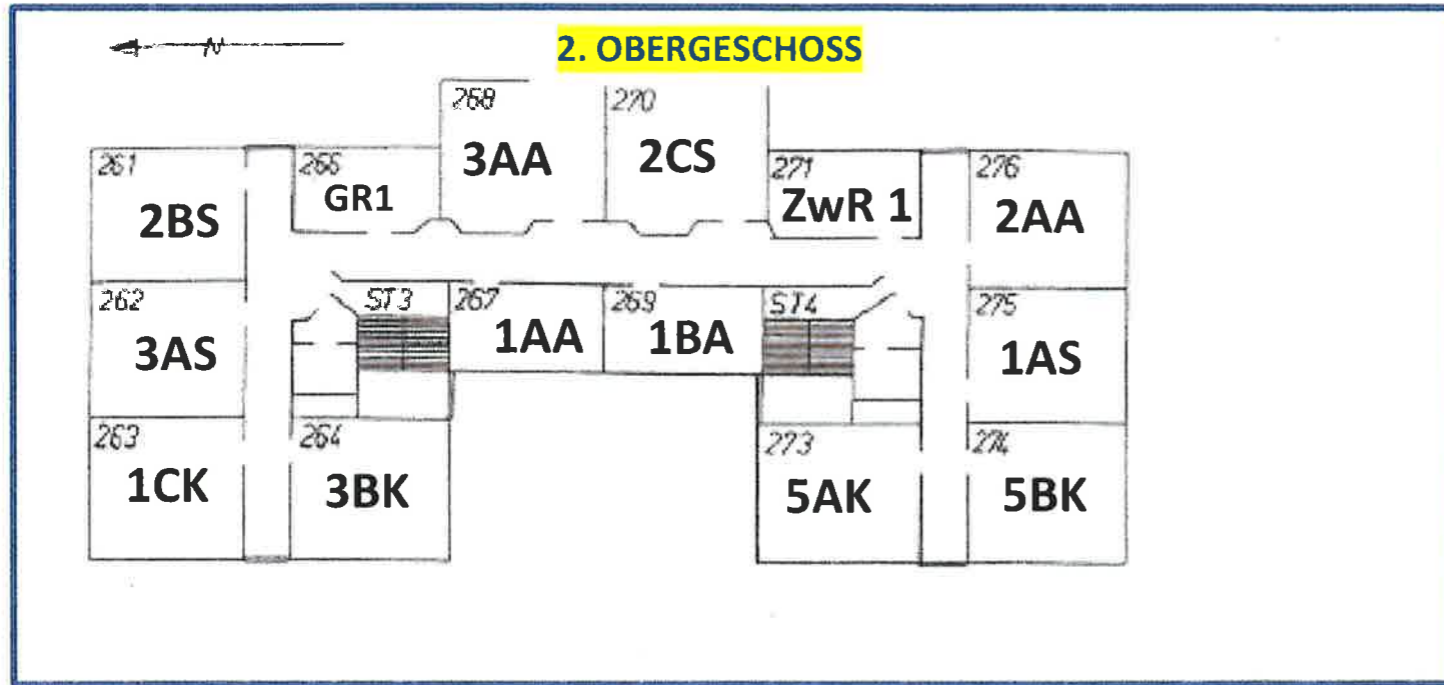 N
2. OBERGESCHOSS
268
3AA
270
2CS
261
2BS
266
GR1
271
ZwR 1
276
2AA
262
3AS
ST3
267
1AA
269
1BA
ST4
275
1AS
263
1CK
264
3BK
273
5AK
274
5BK